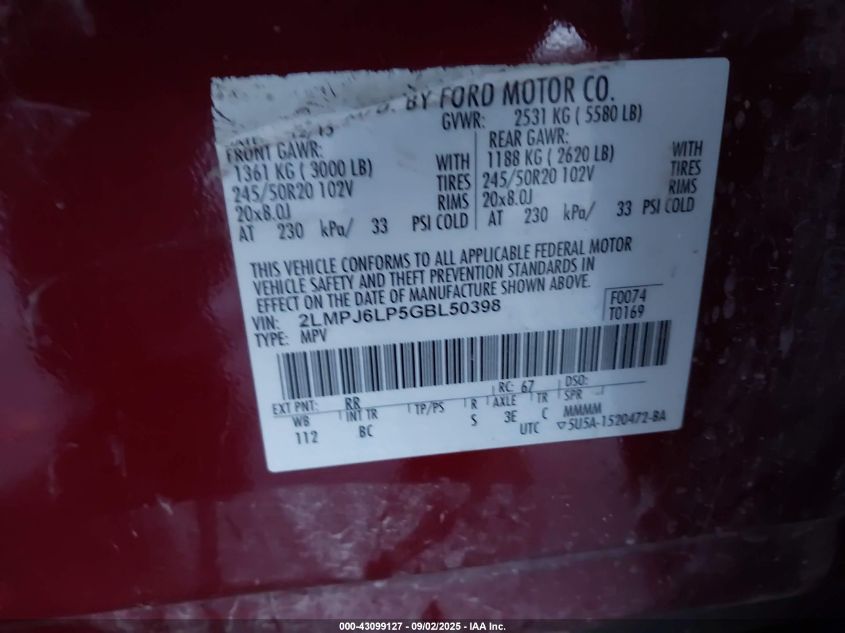 BY FORD MOTOR CO.
GVWR: 2531 KG ( 5580 LB)
FRONT GAWR:
1361 KG ( 3000 LB) WITH
245/50R20 102V TIRES
20x8.0J RIMS
AT 230 kPa/ 33 PSI COLD
REAR GAWR:
1188 KG ( 2620 LB) WITH
245/50R20 102V TIRES
20x8.0J RIMS
AT 230 kPa/ 33 PSI COLD
THIS VEHICLE CONFORMS TO ALL APPLICABLE FEDERAL MOTOR
VEHICLE SAFETY AND THEFT PREVENTION STANDARDS IN
EFFECT ON THE DATE OF MANUFACTURE SHOWN ABOVE.
VIN: 2LMPJ6LP5GBL50398
TYPE: MPV
F0074
T0169
EXT PNT: RR RC: 67 DSO:
WB INT TR TP/PS R AXLE TR SPR
112 BC S 3E C MMMM
UTC ▽5U5A-1520472-BA
000-43099127 - 09/02/2025 - IAA Inc.